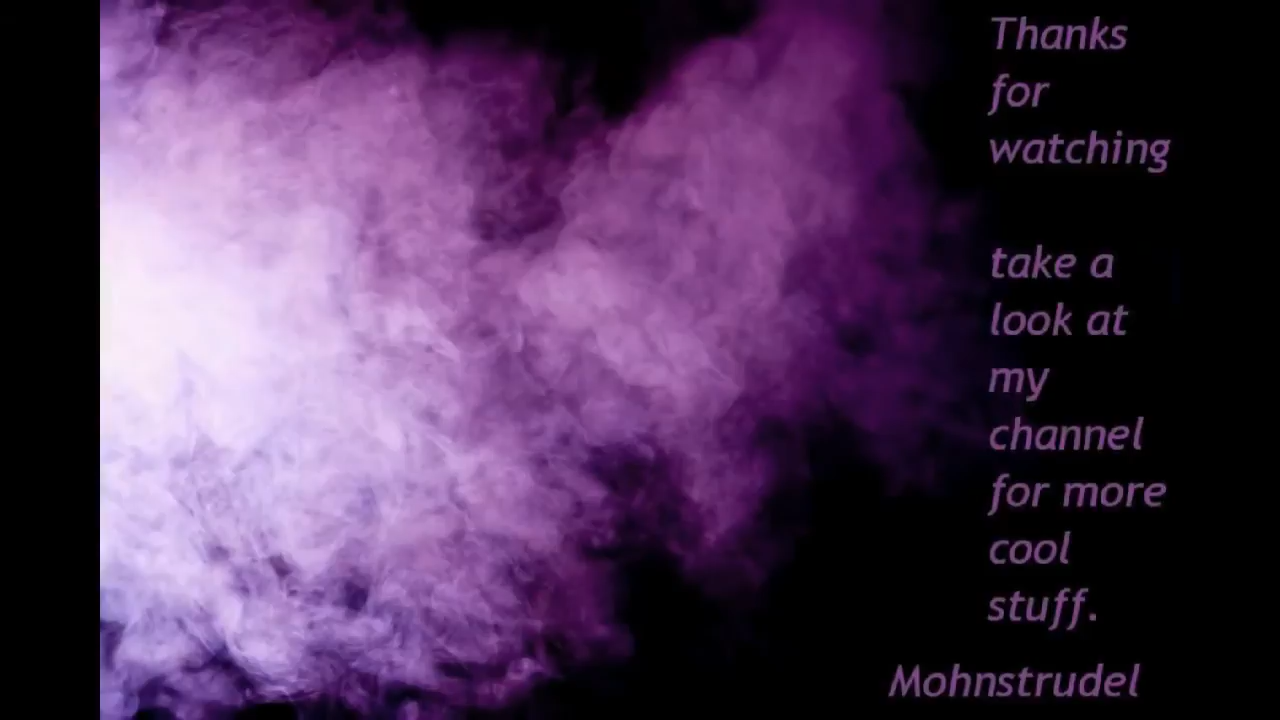 Thanks
for
watching
take a
look at
my
channel
for more
cool
stuff.
Mohnstrudel